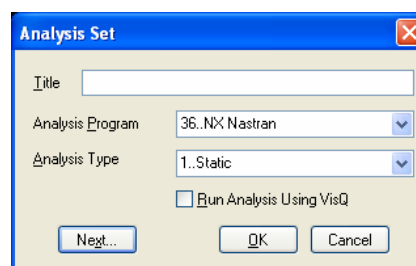 Analysis Set
Title
Analysis Program 36..NX Nastran
Analysis Type 1..Static
Run Analysis Using VisQ
Next... OK Cancel